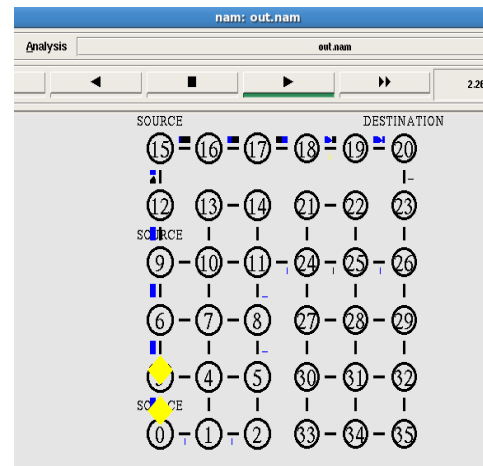 nam: out.nam
Analysis out.nam
2.26
SOURCE DESTINATION
15 16 17 18 19 20
12 13 14 21 22 23
SOURCE
9 10 11 24 25 26
6 7 8 27 28 29
4 5 30 31 32
0 1 2 33 34 35